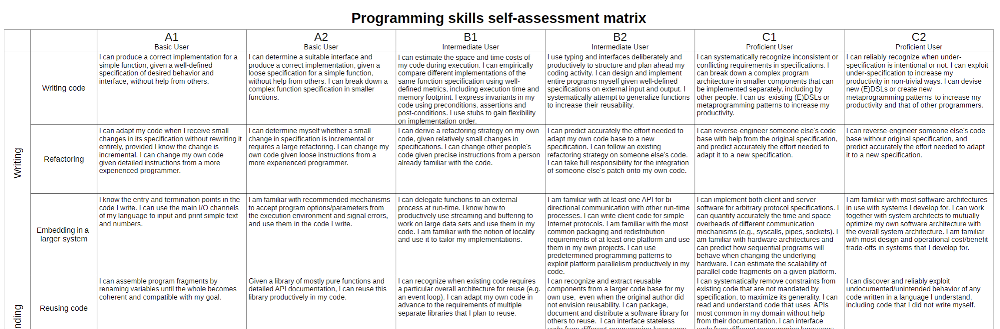 Programming skills self-assessment matrix
A1
Basic User
A2
Basic User
B1
Intermediate User
B2
Intermediate User
C1
Proficient User
C2
Proficient User
Writing
Writing code
I can produce a correct implementation for a
simple function, given a well-defined
specification of desired behavior and
interface, without help from others.
I can determine a suitable interface and
produce a correct implementation, given a
loose specification for a simple function,
without help from others. I can break down a
complex function specification in smaller
functions.
I can estimate the space and time costs of
my code during execution. I can empirically
compare different implementations of the
same function specification using well-
defined metrics, including execution time and
memory footprint. I express invariants in my
code using preconditions, assertions and
post-conditions. I use stubs to gain flexibility
on implementation order.
I use typing and interfaces deliberately and
productively to structure and plan ahead my
coding activity. I can design and implement
entire programs myself given well-defined
specifications on external input and output. I
systematically attempt to generalize functions
to increase their reusability.
I can systematically recognize inconsistent or
conflicting requirements in specifications. I
can break down a complex program
architecture in smaller components that can
be implemented separately, including by
other people. I can us  existing (E)DSLs or
metaprogramming patterns to increase my
productivity.
I can reliably recognize when under-
specification is intentional or not. I can exploit
under-specification to increase my
productivity in non-trivial ways. I can devise
new (E)DSLs or create new
metaprogramming patterns  to increase my
productivity and that of other programmers.
Refactoring
I can adapt my code when I receive small
changes in its specification without rewriting it
entirely, provided I know the change is
incremental. I can change my own code
given detailed instructions from a more
experienced programmer.
I can determine myself whether a small
change in specification is incremental or
requires a large refactoring. I can change my
own code given loose instructions from a
more experienced programmer.
I can derive a refactoring strategy on my own
code, given relatively small changes in
specifications. I can change other people's
code given precise instructions from a person
already familiar with the code.
I can predict accurately the effort needed to
adapt my own code base to a new
specification. I can follow an existing
refactoring strategy on someone else's code.
I can take full responsibility for the integration
of someone else's patch onto my own code.
I can reverse-engineer someone else's code
base with help from the original specification,
and predict accurately the effort needed to
adapt it to a new specification.
I can reverse-engineer someone else's code
base without original specification, and
predict accurately the effort needed to adapt
it to a new specification.
Embedding in a
larger system
I know the entry and termination points in the
code I write. I can use the main I/O channels
of my language to input and print simple text
and numbers.
I am familiar with recommended mechanisms
to accept program options/parameters from
the execution environment and signal errors,
and use them in the code I write.
I can delegate functions to an external
process at run-time. I know how to
productively use streaming and buffering to
work on large data sets and use them in my
code. I am familiar with the notion of locality
and use it to tailor my implementations.
I am familiar with at least one API for bi-
directional communication with other run-time
processes. I can write client code for simple
Internet protocols. I am familiar with the most
common packaging and redistribution
requirements of at least one platform and use
them in my own projects. I can use
predetermined programming patterns to
exploit platform parallelism productively in my
code.
I can implement both client and server
software for arbitrary protocol specifications. I
can quantify accurately the time and space
overheads of different communication
mechanisms (e.g., syscalls, pipes, sockets). I
am familiar with hardware architectures and
can predict how sequential programs will
behave when changing the underlying
hardware. I can estimate the scalability of
parallel code fragments on a given platform.
I am familiar with most software architectures
in use with systems I develop for. I can work
together with system architects to mutually
optimize my own software architecture with
the overall system architecture. I am familiar
with most design and operational cost/benefit
trade-offs in systems that I develop for.
nding
Reusing code
I can assemble program fragments by
renaming variables until the whole becomes
coherent and compatible with my goal.
Given a library of mostly pure functions and
detailed API documentation, I can reuse this
library productively in my code.
I can recognize when existing code requires
a particular overall architecture for reuse (e.g.
an event loop). I can adapt my own code in
advance to the requirements of multiple
separate libraries that I plan to reuse.
I can recognize and extract reusable
components from a larger code base for my
own use,  even when the original author did
not envision reusability. I can package,
document and distribute a software library for
others to reuse.  I can interface stateless
code from different programming languages
I can systematically remove constraints from
existing code that are not mandated by
specification, to maximize its generality. I can
read and understand code that uses  APIs
most common in my domain without help
from their documentation. I can interface
code from different programming languages
I can discover and reliably exploit
undocumented/unintended behavior of any
code written in a language I understand,
including code that I did not write myself.